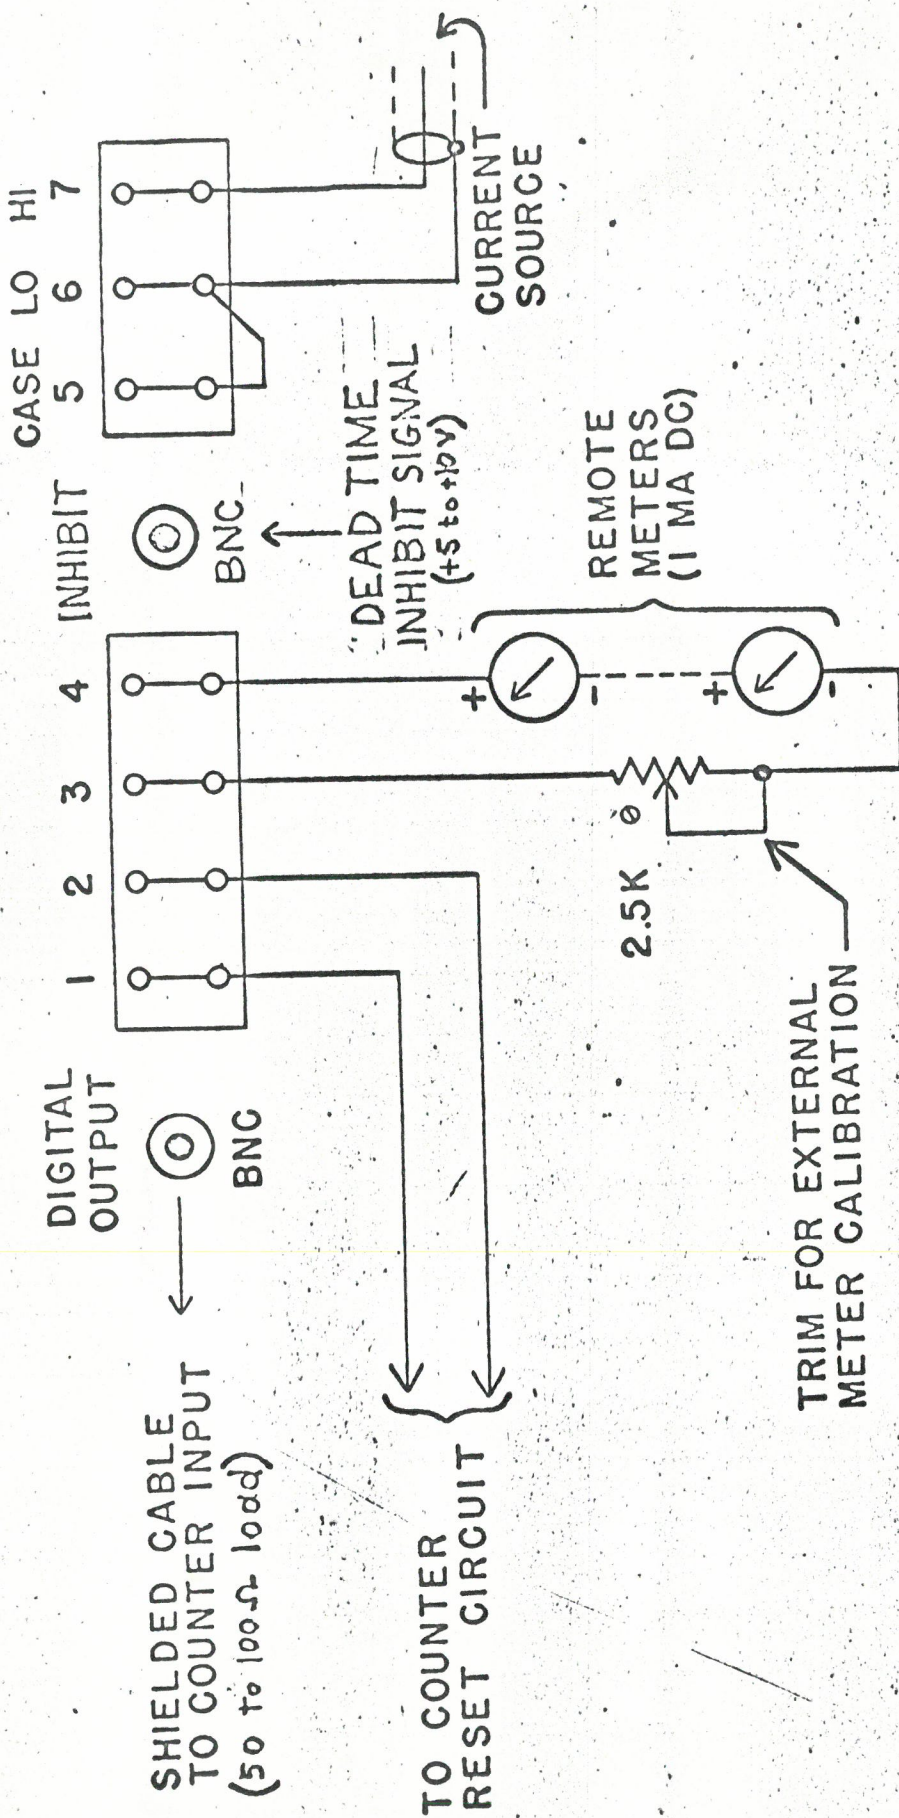 DIGITAL
OUTPUT
1 2 3 4
INHIBIT
CASE LO HI
5 6 7
BNC
BNC
SHIELDED CABLE
TO COUNTER INPUT
(50 to 100Ω load)
DEAD TIME
INHIBIT SIGNAL
(+5 to +10V)
CURRENT
SOURCE
TO COUNTER
RESET CIRCUIT
+
-
+
-
REMOTE
METERS
(1 MA DC)
2.5K
TRIM FOR EXTERNAL
METER CALIBRATION